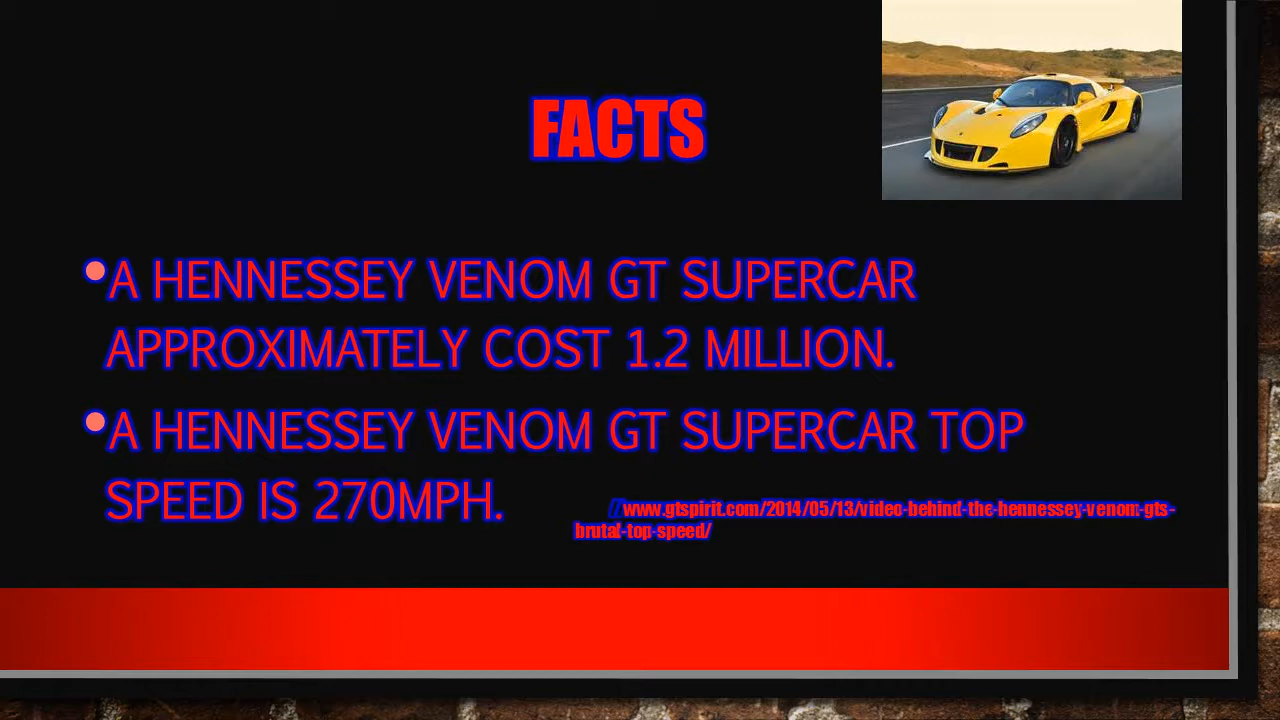 FACTS
•A HENNESSEY VENOM GT SUPERCAR
APPROXIMATELY COST 1.2 MILLION.
•A HENNESSEY VENOM GT SUPERCAR TOP
SPEED IS 270MPH.
//www.gtspirit.com/2014/05/13/video-behind-the-hennessey-venom-gts-
brutal-top-speed/